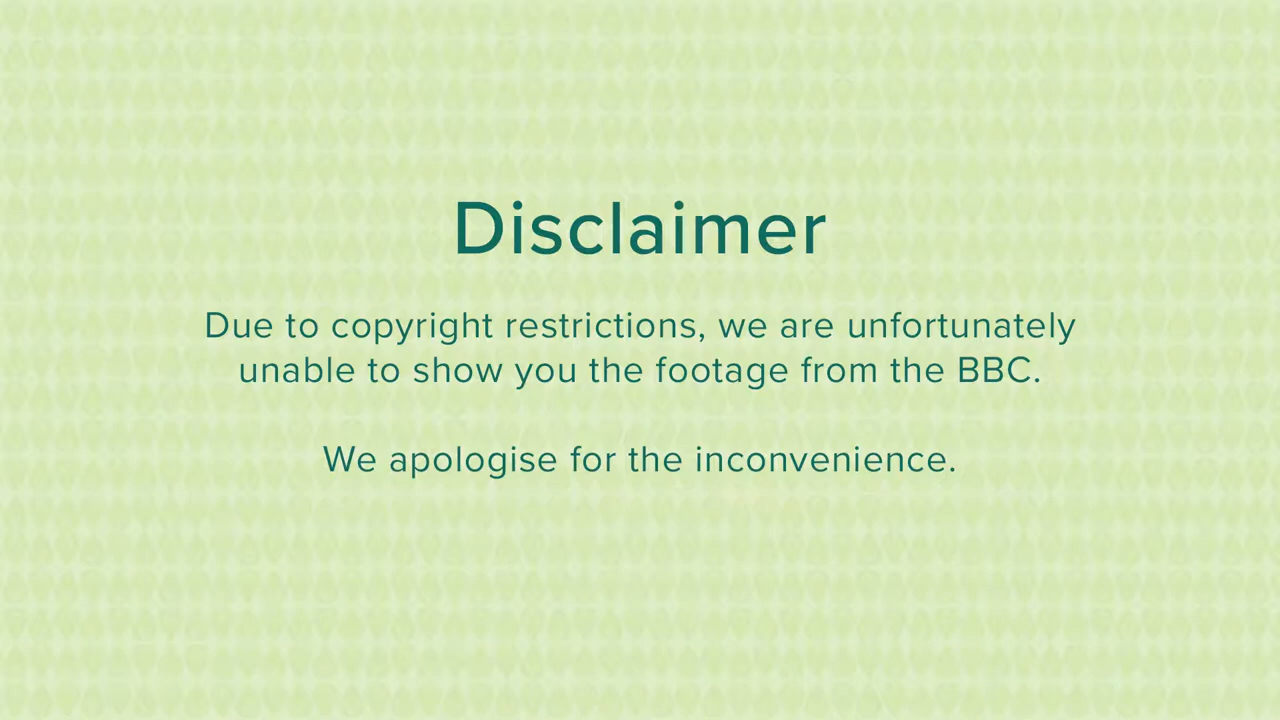 Disclaimer
Due to copyright restrictions, we are unfortunately
unable to show you the footage from the BBC.
We apologise for the inconvenience.